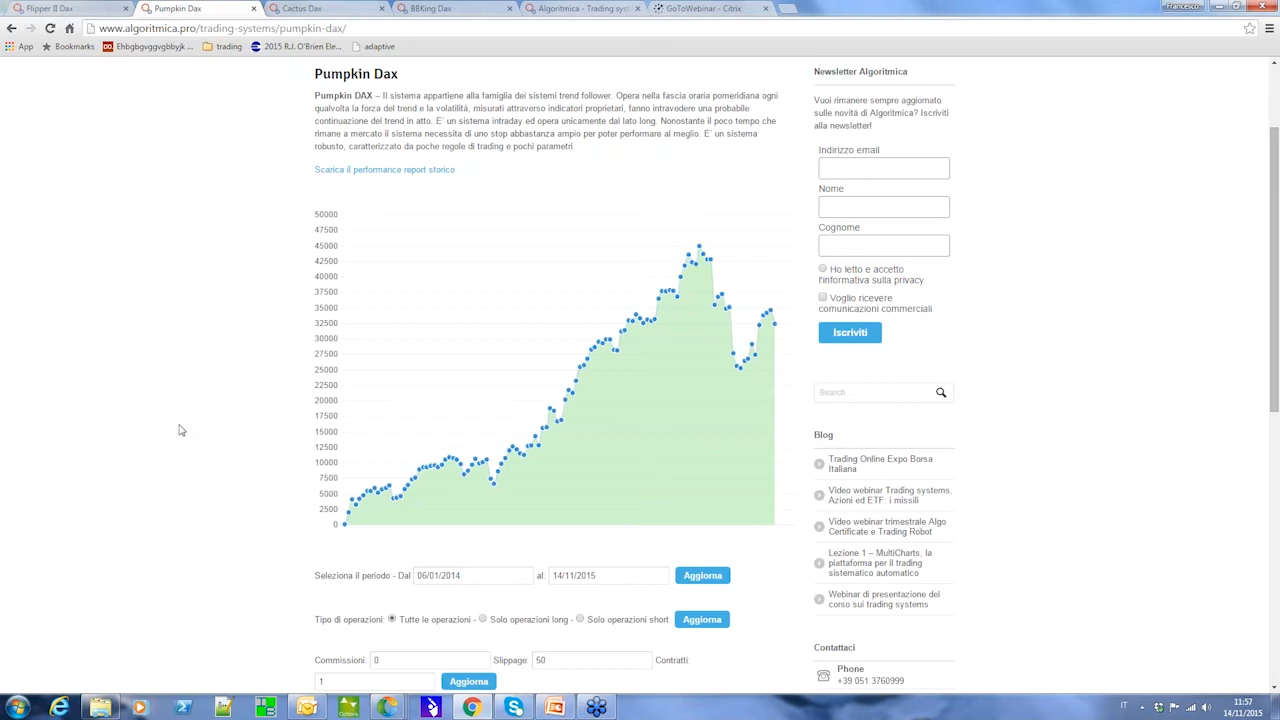 Flipper II Dax
Pumpkin Dax
Cactus Dax
BBKing Dax
Algoritmica - Trading sys
GoToWebinar - Citrix
Francesco
www.algoritmica.pro/trading-systems/pumpkin-dax/
App
Bookmarks
Ehbgbgvggvgbbyjk ...
trading
2015 R.J. O'Brien Ele...
adaptive
Pumpkin Dax
Pumpkin DAX – Il sistema appartiene alla famiglia dei sistemi trend follower. Opera nella fascia oraria pomeridiana ogni
qualvolta la forza del trend e la volatilità, misurati attraverso indicatori proprietari, fanno intravedere una probabile
continuazione del trend in atto. E' un sistema intraday ed opera unicamente dal lato long. Nonostante il poco tempo che
rimane a mercato il sistema necessita di uno stop abbastanza ampio per poter performare al meglio. E' un sistema
robusto, caratterizzato da poche regole di trading e pochi parametri.
Scarica il performance report storico
50000
47500
45000
42500
40000
37500
35000
32500
30000
27500
25000
22500
20000
17500
15000
12500
10000
7500
5000
2500
0
Seleziona il periodo - Dal 06/01/2014 al: 14/11/2015 Aggiorna
Tipo di operazioni: Tutte le operazioni - Solo operazioni long - Solo operazioni short Aggiorna
Commissioni: 0 Slippage: 50 Contratti:
1 Aggiorna
Newsletter Algoritmica
Vuoi rimanere sempre aggiornato
sulle novità di Algoritmica? Iscriviti
alla newsletter!
Indirizzo email
Nome
Cognome
Ho letto e accetto
l'informativa sulla privacy
Voglio ricevere
comunicazioni commerciali
Iscriviti
Search...
Blog
Trading Online Expo Borsa
Italiana
Video webinar Trading systems,
Azioni ed ETF: i missili
Video webinar trimestrale Algo
Certificate e Trading Robot
Lezione 1 – MultiCharts, la
piattaforma per il trading
sistematico automatico
Webinar di presentazione del
corso sui trading systems
Contattaci
Phone
+39 051.3760999
Options
IT
11:57
14/11/2015